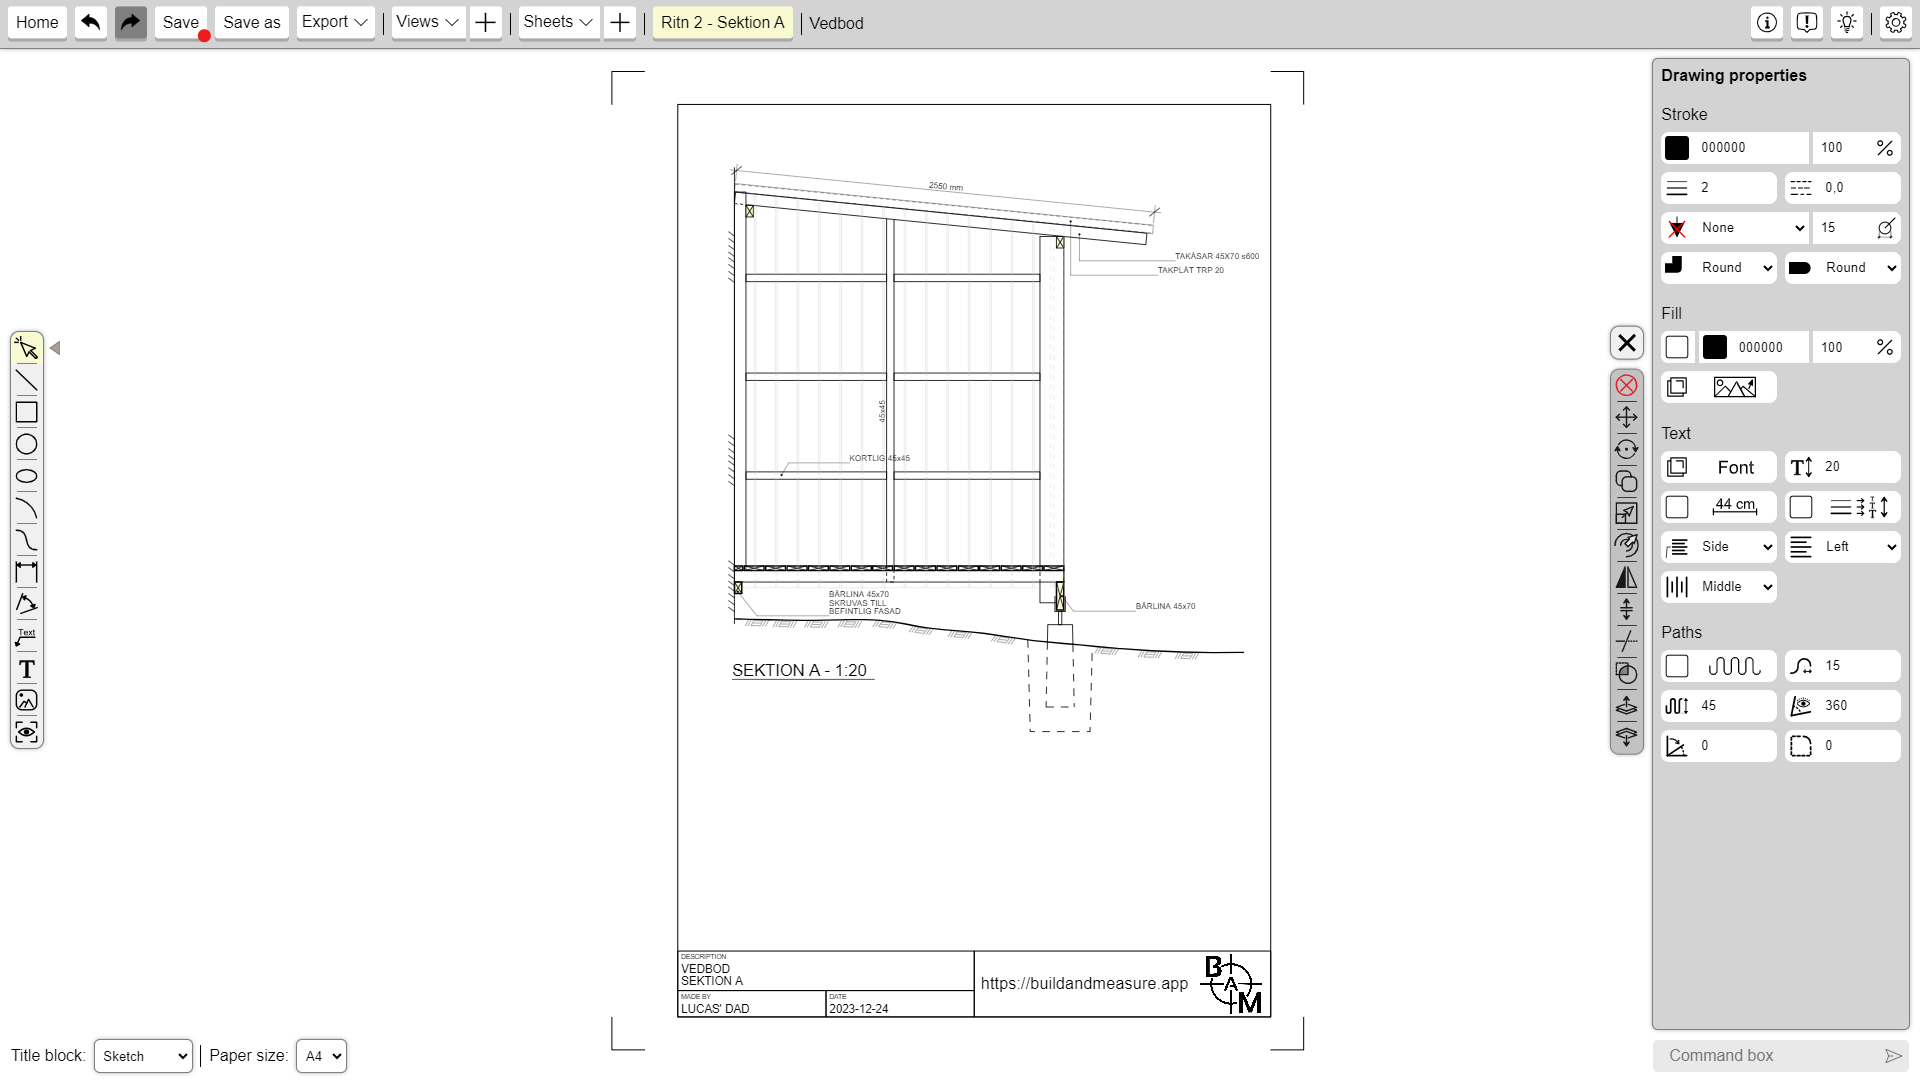 Home
Save
Save as
Export
Views
Sheets
Ritn 2 - Sektion A
Vedbod
Drawing properties
Stroke
000000
100
2
0,0
None
15
Round
Round
Fill
000000
100
Text
Font
20
44 cm
Side
Left
Middle
Paths
15
45
360
0
0
Text
T
2550 mm
TAKÅSAR 45X70 s600
TAKPLÅT TRP 20
45x45
KORTLIG 45x45
BÄRLINA 45x70
SKRUVAS TILL
BEFINTLIG FASAD
BÄRLINA 45x70
SEKTION A - 1:20
DESCRIPTION
VEDBOD
SEKTION A
MADE BY
LUCAS' DAD
DATE
2023-12-24
https://buildandmeasure.app
B
A
M
Title block:
Sketch
Paper size:
A4
Command box